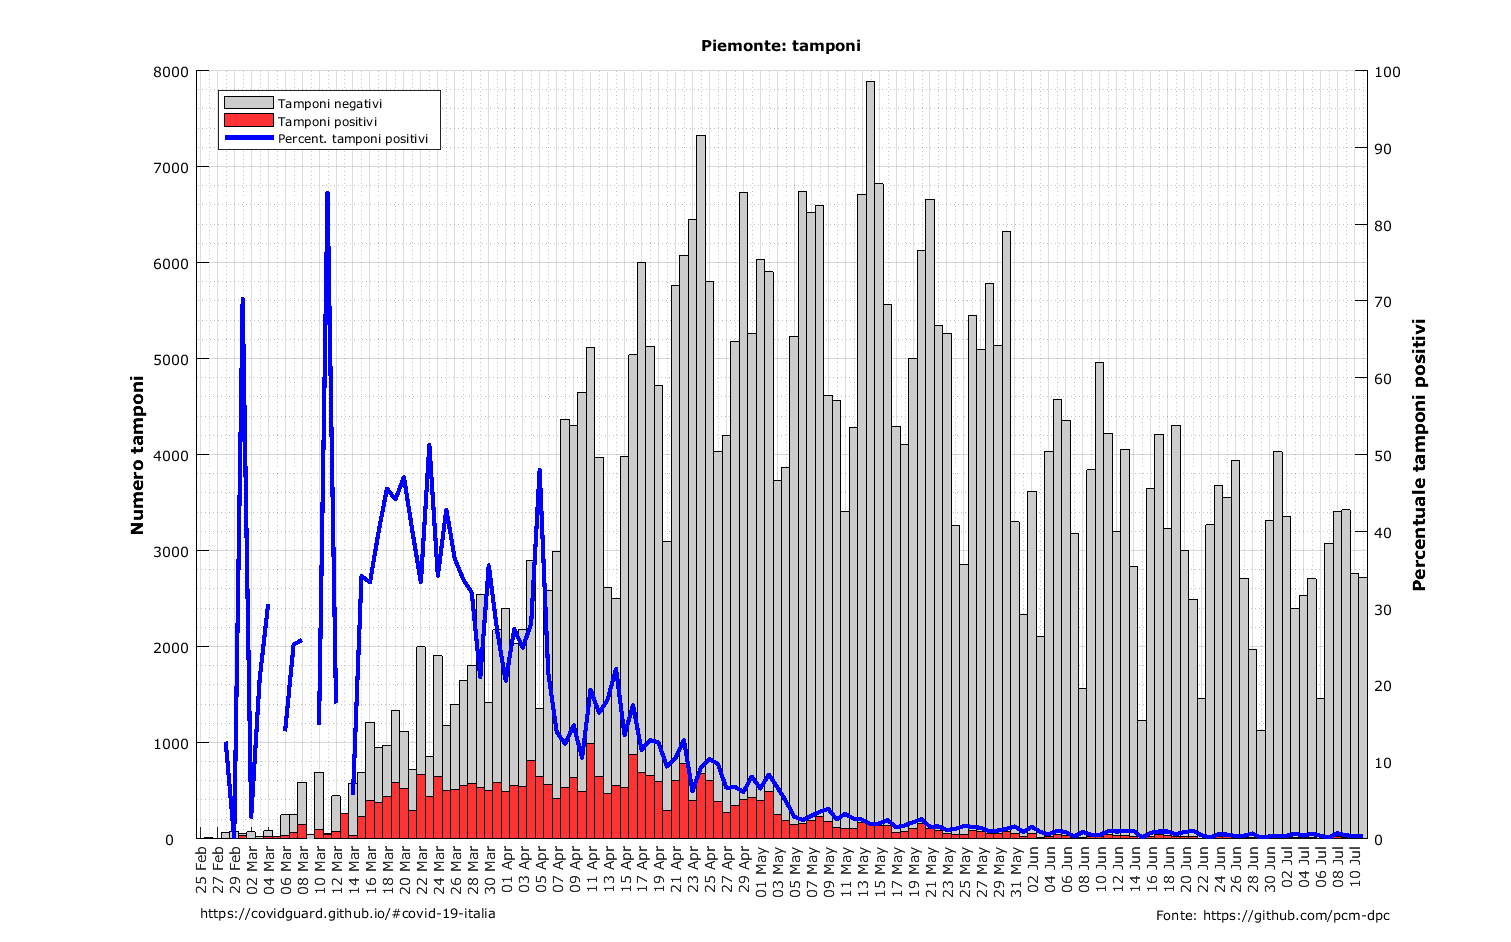 Piemonte: tamponi
8000
7000
6000
5000
4000
3000
2000
1000
0
Numero tamponi
Tamponi negativi
Tamponi positivi
Percent. tamponi positivi
100
90
80
70
60
50
40
30
20
10
0
Percentuale tamponi positivi
25 Feb
27 Feb
29 Feb
02 Mar
04 Mar
06 Mar
08 Mar
10 Mar
12 Mar
14 Mar
16 Mar
18 Mar
20 Mar
22 Mar
24 Mar
26 Mar
28 Mar
30 Mar
01 Apr
03 Apr
05 Apr
07 Apr
09 Apr
11 Apr
13 Apr
15 Apr
17 Apr
19 Apr
21 Apr
23 Apr
25 Apr
27 Apr
29 Apr
01 May
03 May
05 May
07 May
09 May
11 May
13 May
15 May
17 May
19 May
21 May
23 May
25 May
27 May
29 May
31 May
02 Jun
04 Jun
06 Jun
08 Jun
10 Jun
12 Jun
14 Jun
16 Jun
18 Jun
20 Jun
22 Jun
24 Jun
26 Jun
28 Jun
30 Jun
02 Jul
04 Jul
06 Jul
08 Jul
10 Jul
https://covidguard.github.io/#covid-19-italia
Fonte: https://github.com/pcm-dpc